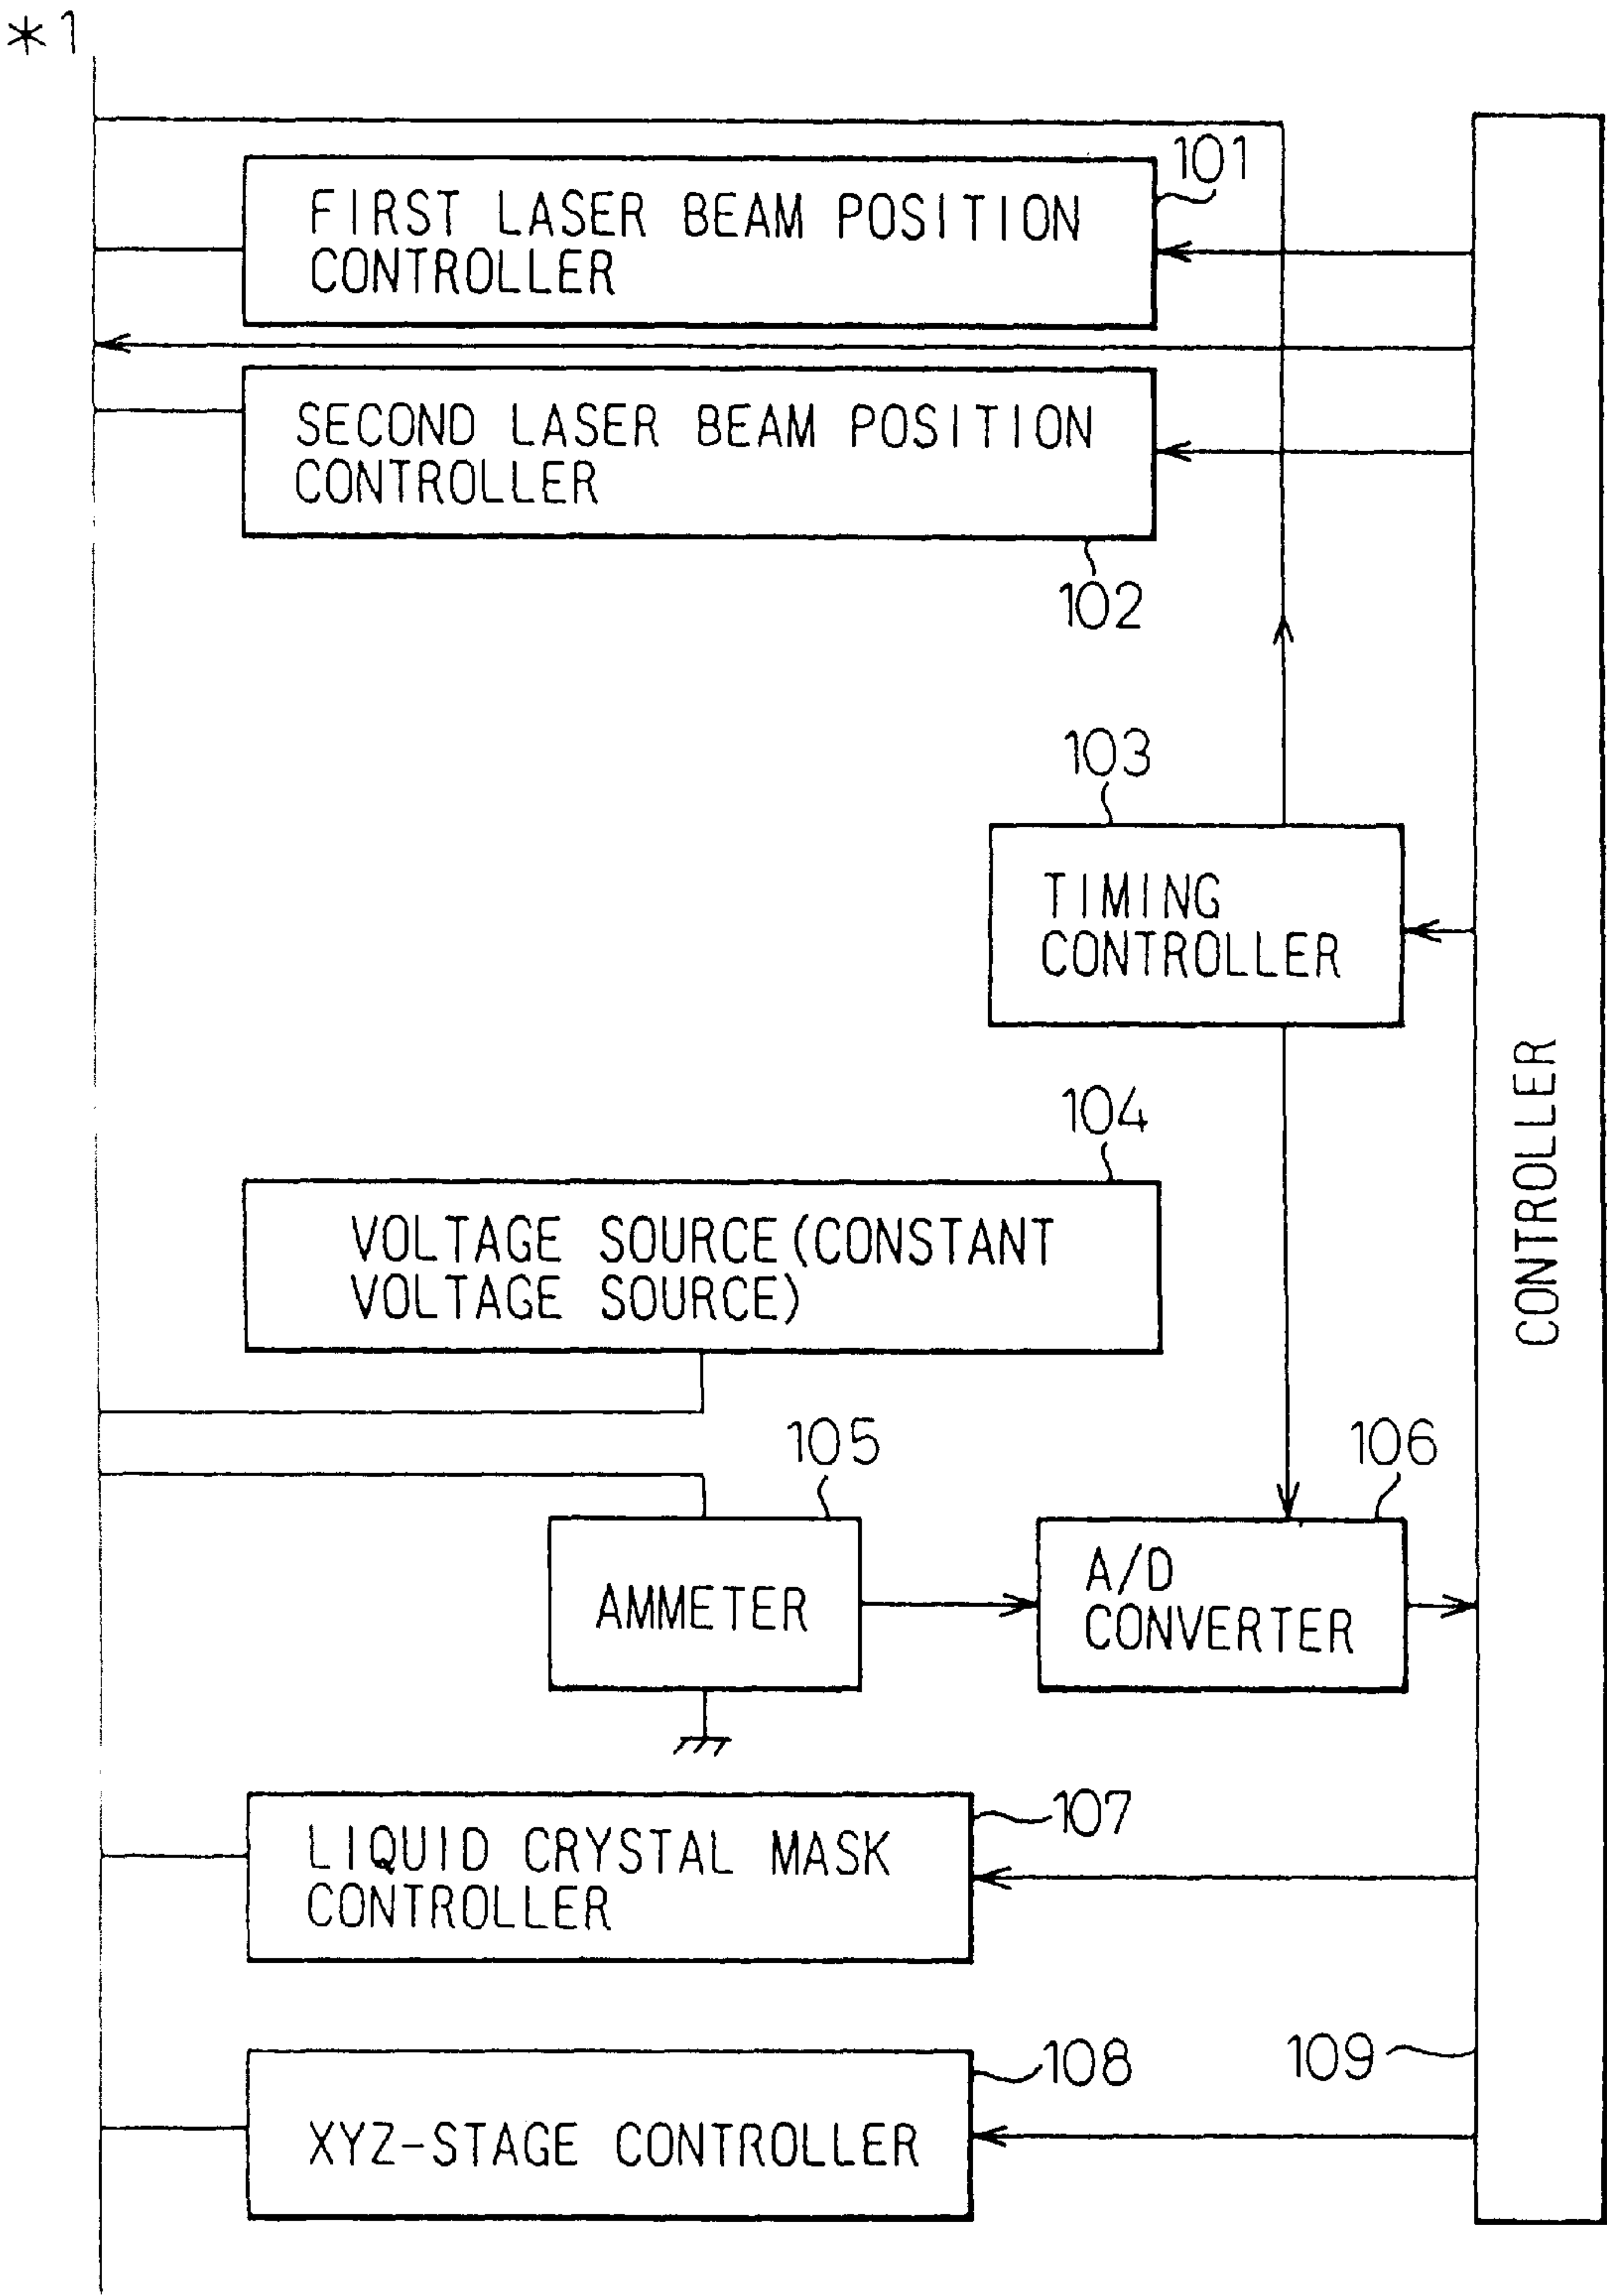 *1
101
FIRST LASER BEAM POSITION
CONTROLLER
SECOND LASER BEAM POSITION
CONTROLLER
102
103
TIMING
CONTROLLER
CONTROLLER
104
VOLTAGE SOURCE(CONSTANT
VOLTAGE SOURCE)
105
106
AMMETER
A/D
CONVERTER
107
LIQUID CRYSTAL MASK
CONTROLLER
108
109
XYZ-STAGE CONTROLLER